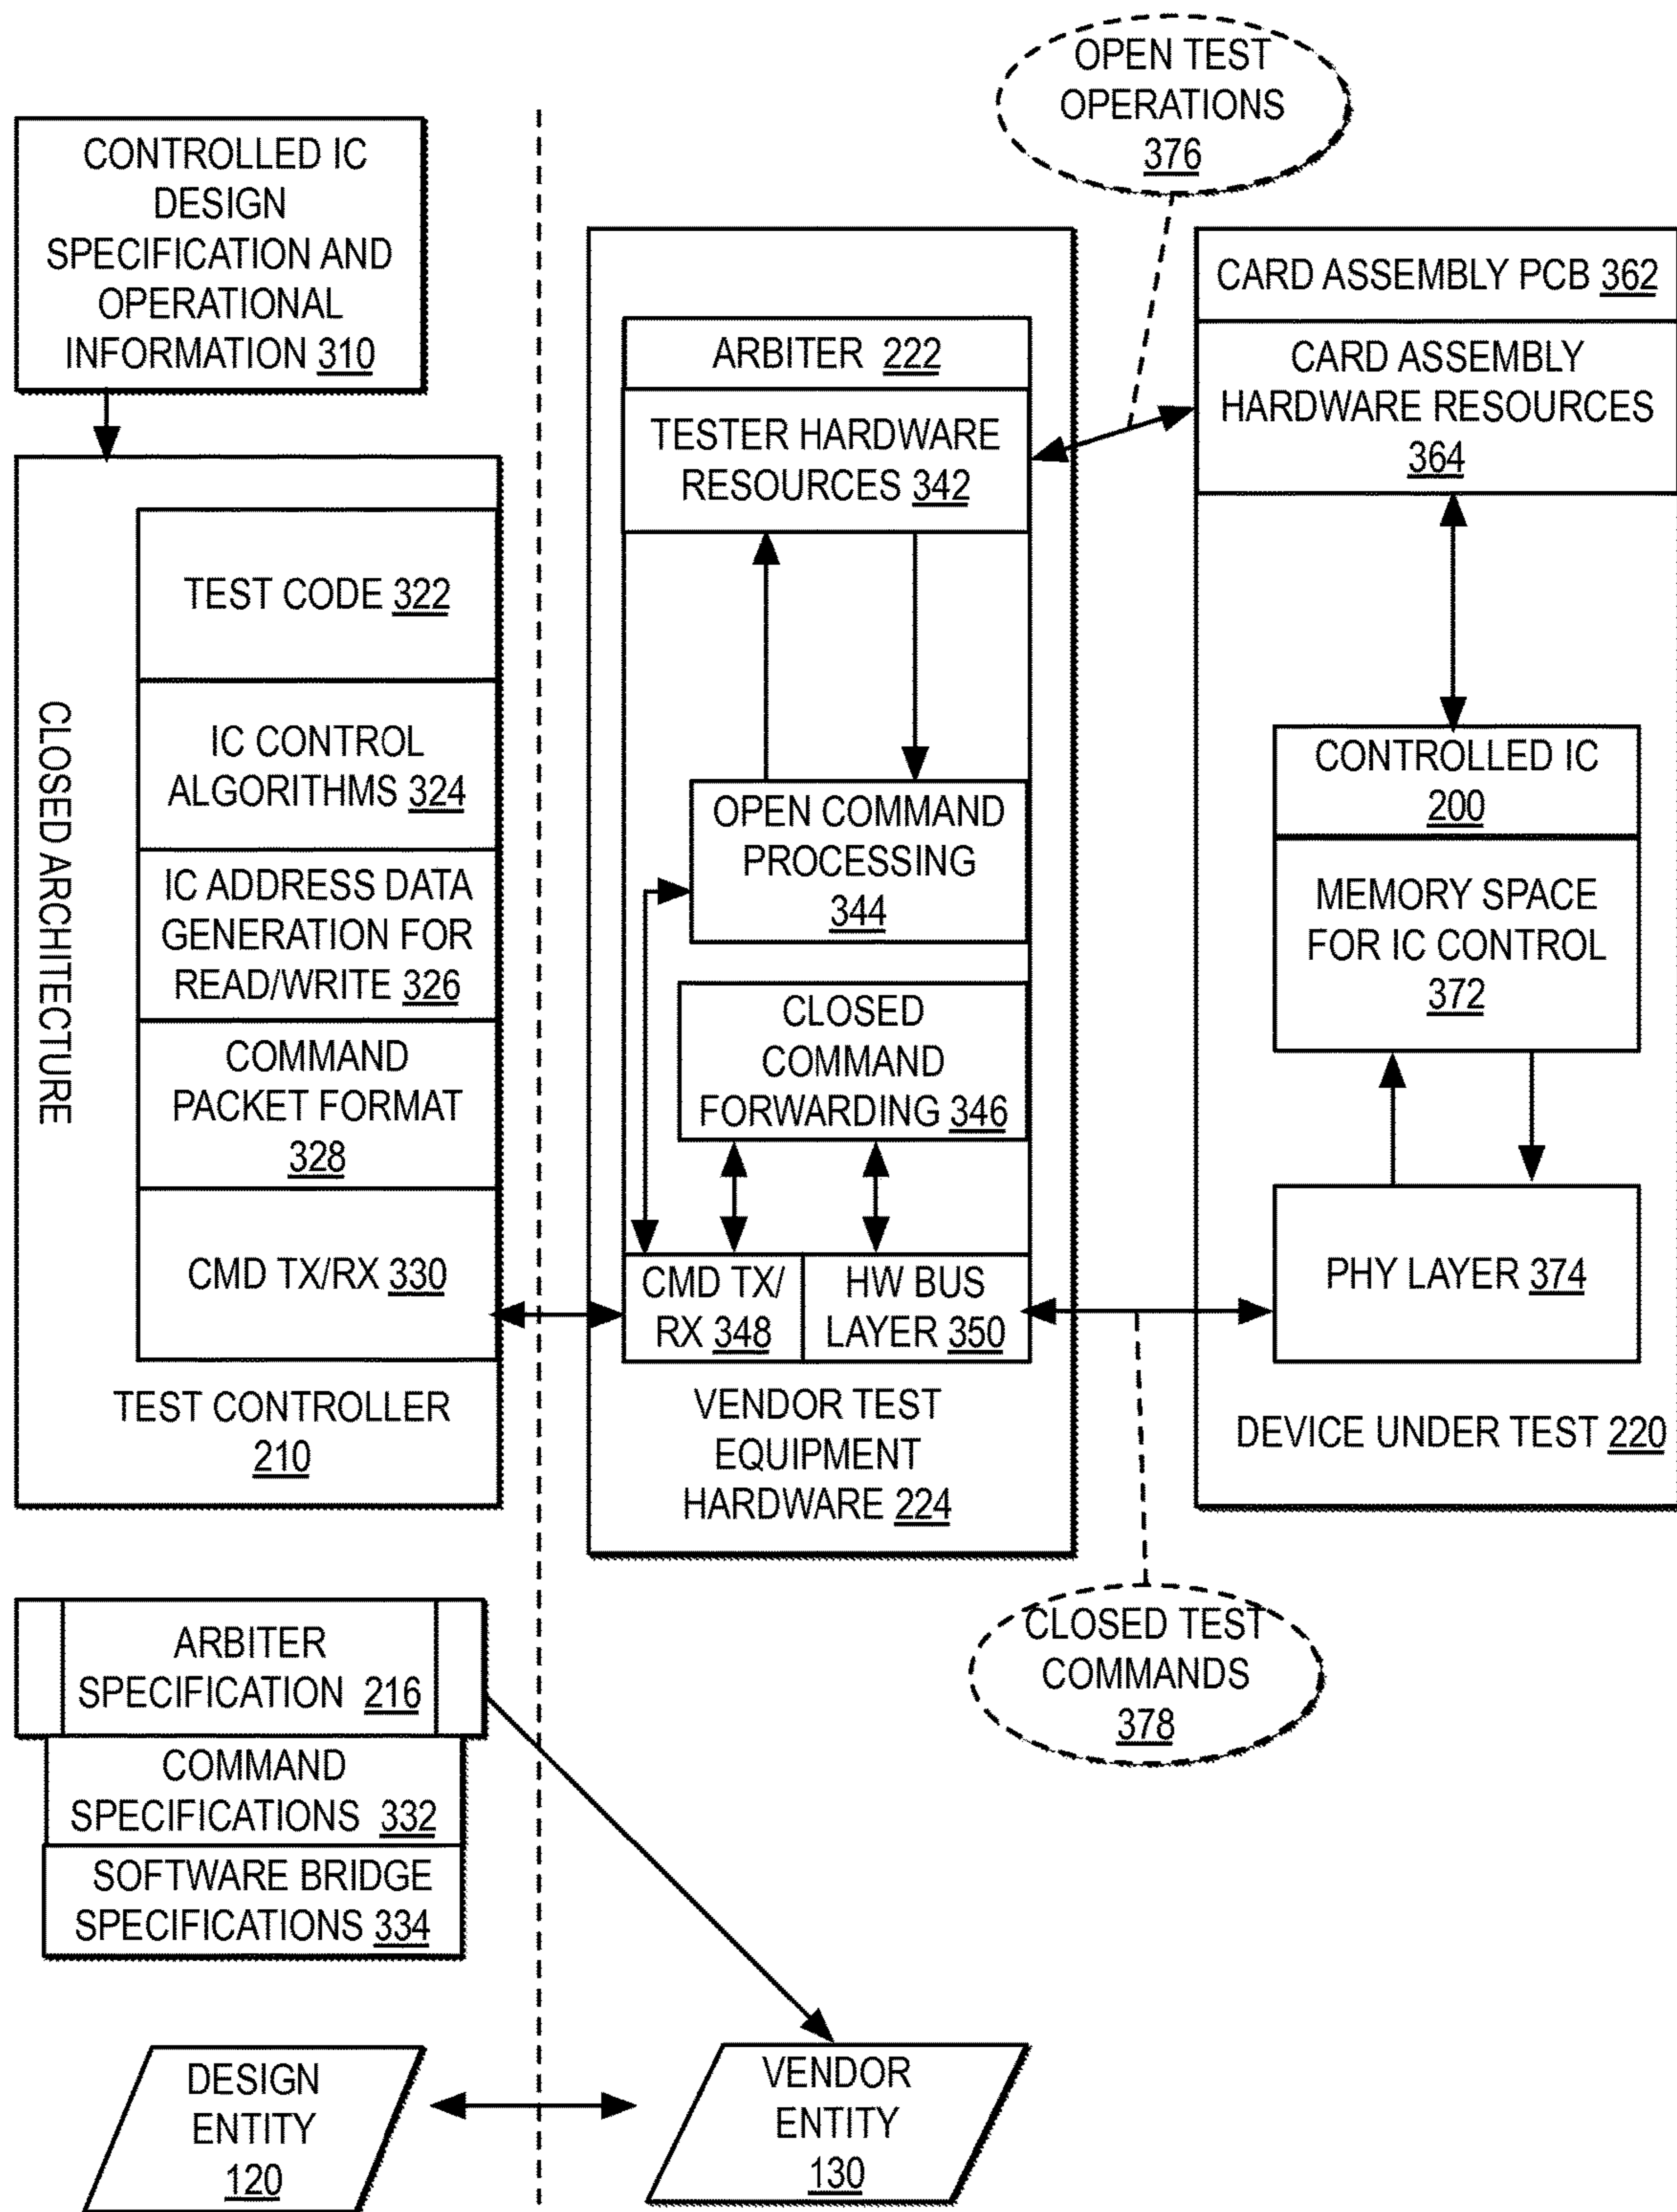 OPEN TEST
OPERATIONS
376
CONTROLLED IC
DESIGN
SPECIFICATION AND
OPERATIONAL
INFORMATION 310
CLOSED ARCHITECTURE
TEST CODE 322
IC CONTROL
ALGORITHMS 324
IC ADDRESS DATA
GENERATION FOR
READ/WRITE 326
COMMAND
PACKET FORMAT
328
CMD TX/RX 330
TEST CONTROLLER
210
ARBITER 222
TESTER HARDWARE
RESOURCES 342
OPEN COMMAND
PROCESSING
344
CLOSED
COMMAND
FORWARDING 346
CMD TX/
RX 348
HW BUS
LAYER 350
VENDOR TEST
EQUIPMENT
HARDWARE 224
CARD ASSEMBLY PCB 362
CARD ASSEMBLY
HARDWARE RESOURCES
364
CONTROLLED IC
200
MEMORY SPACE
FOR IC CONTROL
372
PHY LAYER 374
DEVICE UNDER TEST 220
CLOSED TEST
COMMANDS
378
ARBITER
SPECIFICATION 216
COMMAND
SPECIFICATIONS 332
SOFTWARE BRIDGE
SPECIFICATIONS 334
DESIGN
ENTITY
120
VENDOR
ENTITY
130